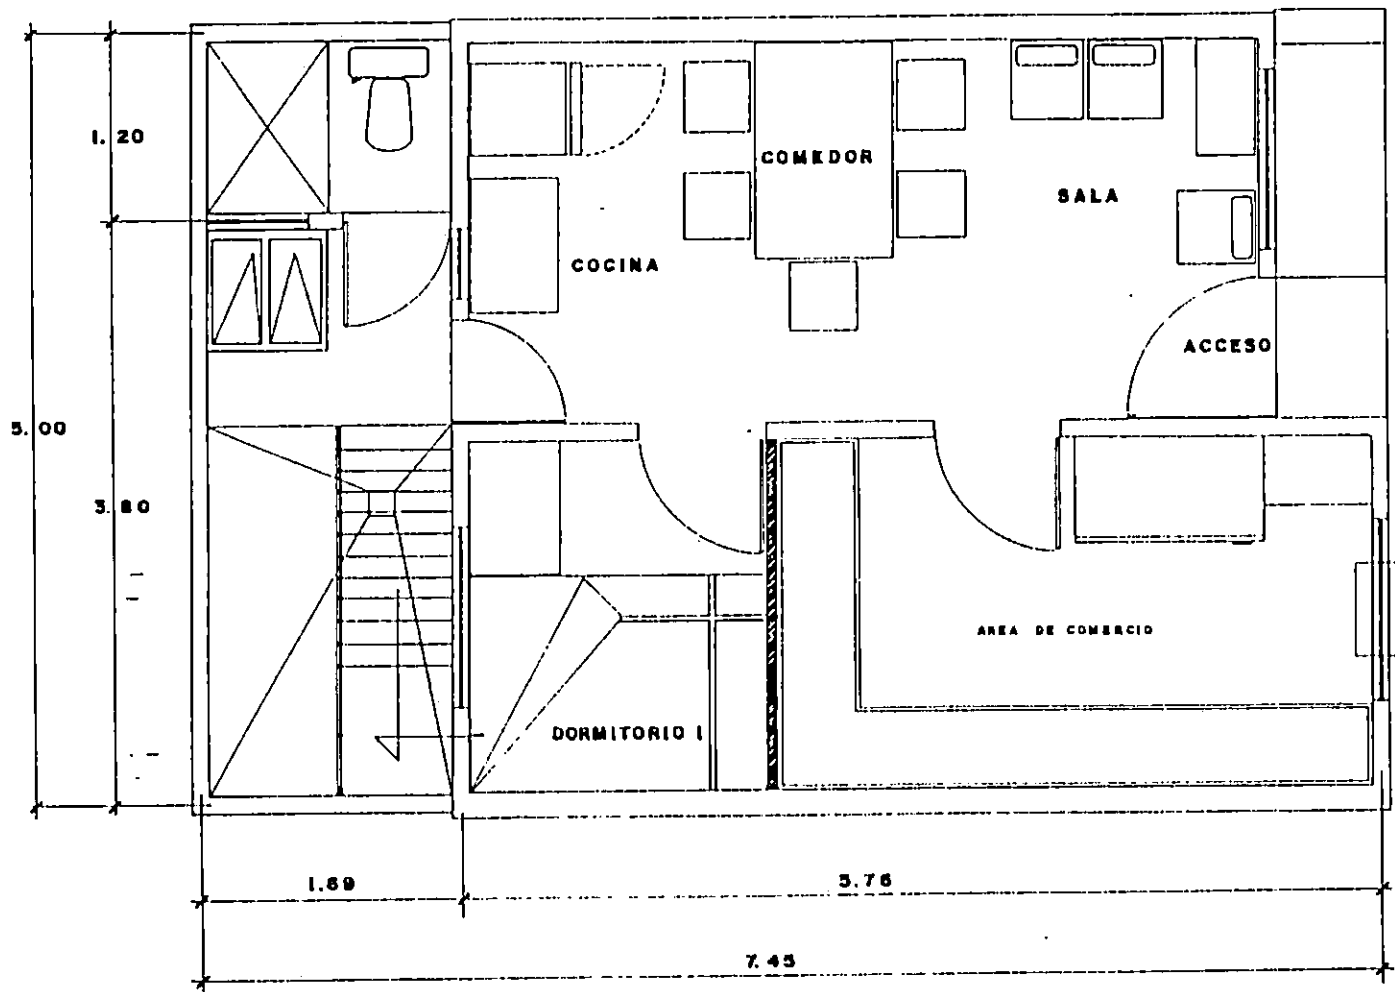 1.20
COMEDOR
SALA
COCINA
ACCESO
5.00
3.80
AREA DE COMERCIO
DORMITORIO I
1.69
5.76
7.45